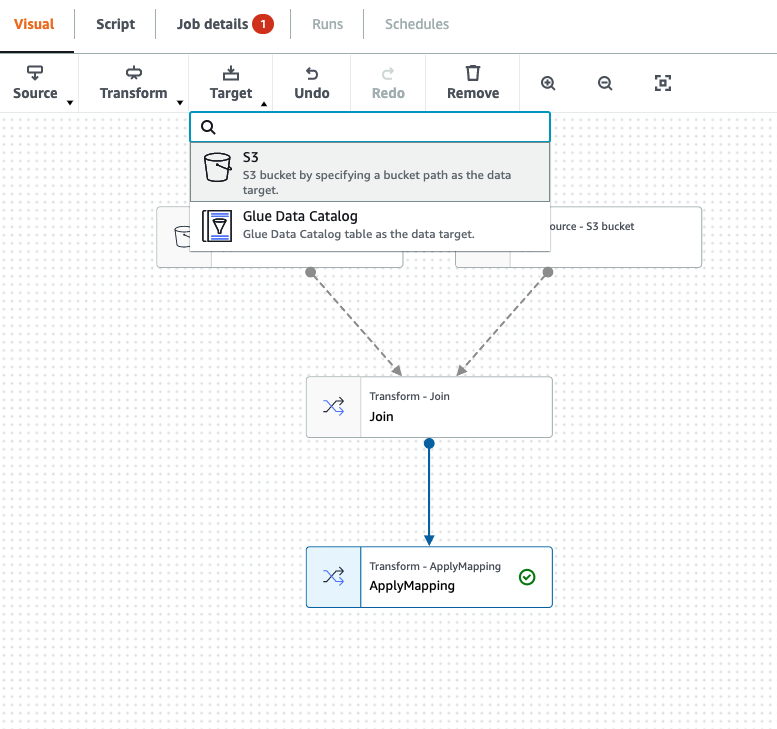 Visual Script Job details 1 Runs Schedules
Source Transform Target Undo Redo Remove
S3
S3 bucket by specifying a bucket path as the data
target.
Glue Data Catalog
Glue Data Catalog table as the data target.
- S3 bucket
Transform - Join
Join
Transform - ApplyMapping
ApplyMapping